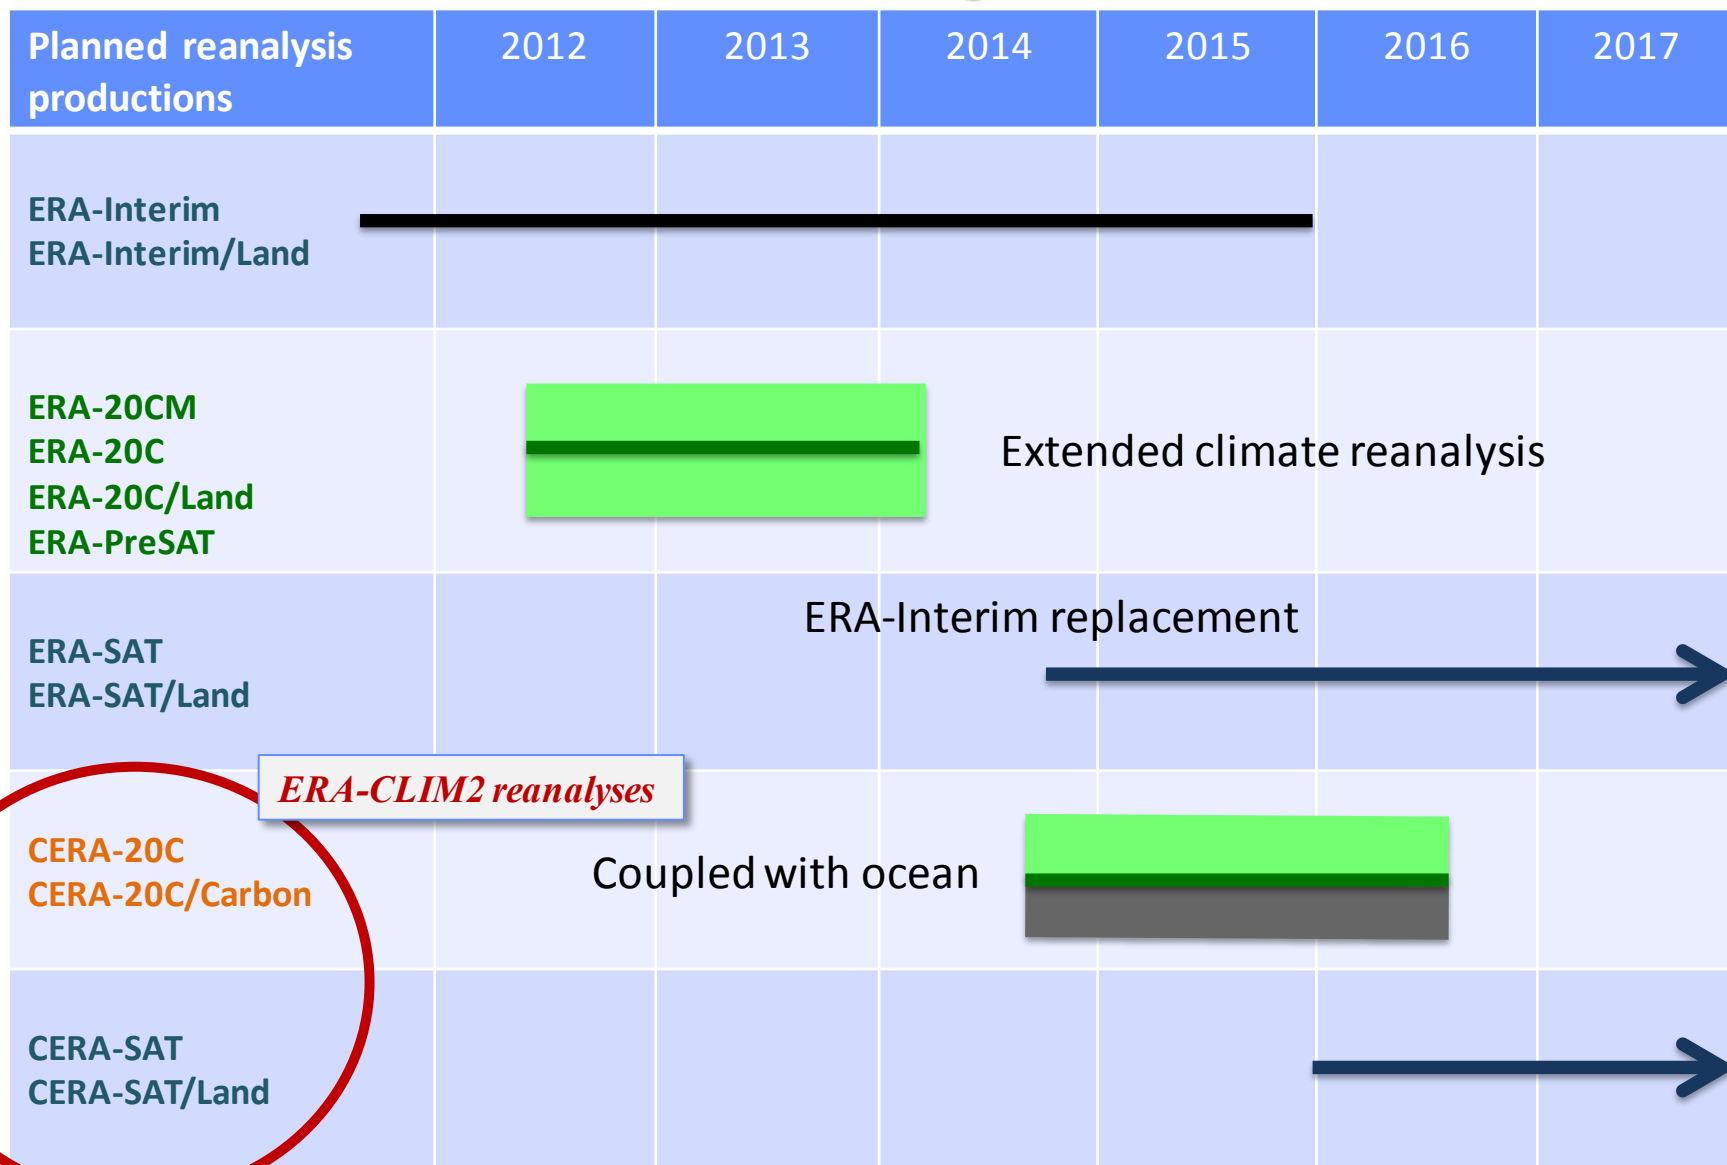 Planned reanalysis
productions
2012
2013
2014
2015
2016
2017
ERA-Interim
ERA-Interim/Land
ERA-20CM
ERA-20C
ERA-20C/Land
ERA-PreSAT
Extended climate reanalysis
ERA-Interim replacement
ERA-SAT
ERA-SAT/Land
ERA-CLIM2 reanalyses
CERA-20C
CERA-20C/Carbon
Coupled with ocean
CERA-SAT
CERA-SAT/Land